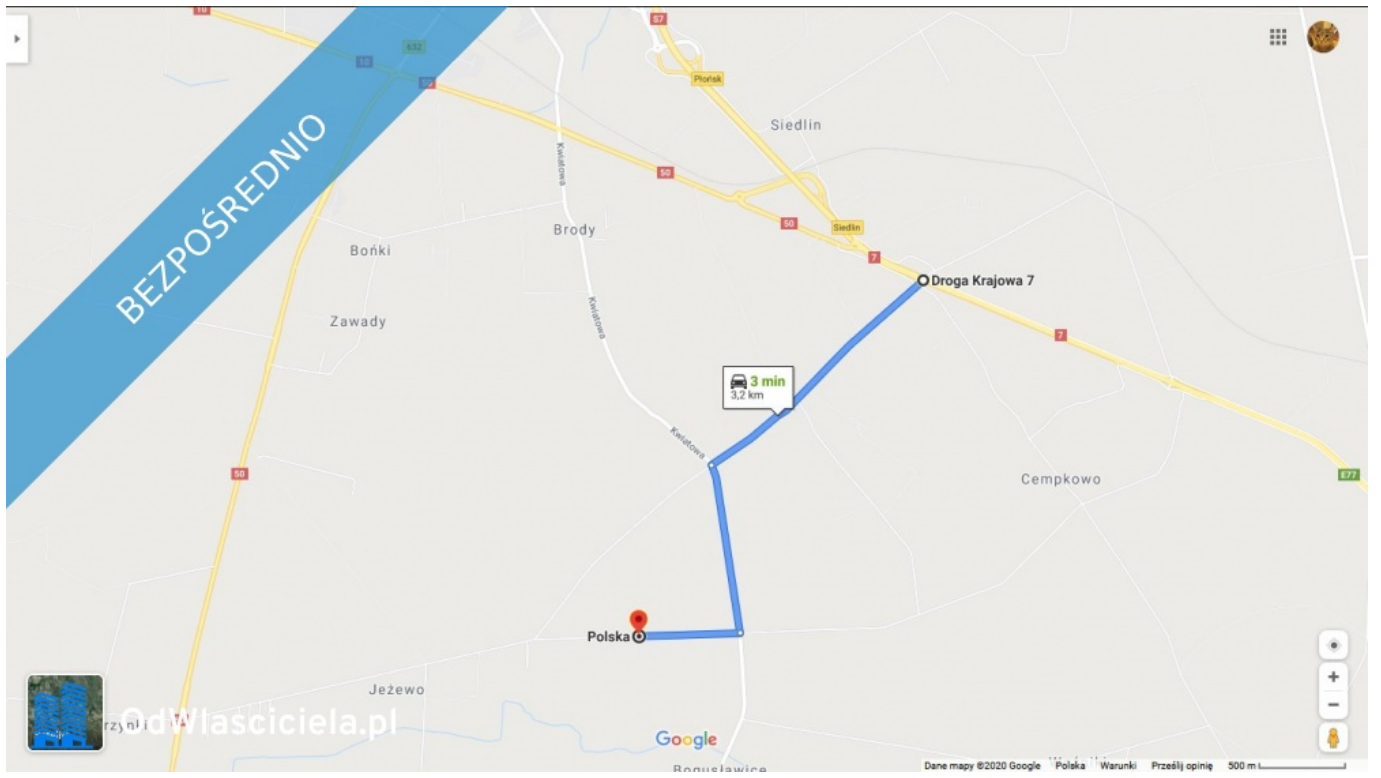 10
632
10
10
S7
Płońsk
Siedlin
BEZPOŚREDNIO
Kwiatowa
50
50
Siedlin
Brody
Bońki
7
Droga Krajowa 7
Kwiatowa
Zawady
7
3 min
3,2 km
Kwiatowa
50
Cempkowo
E77
Polska
Jeżewo
OdWlasciciela.pl
Google
Bogusławice
Dane mapy ©2020 Google Polska Warunki Prześlij opinię 500 m